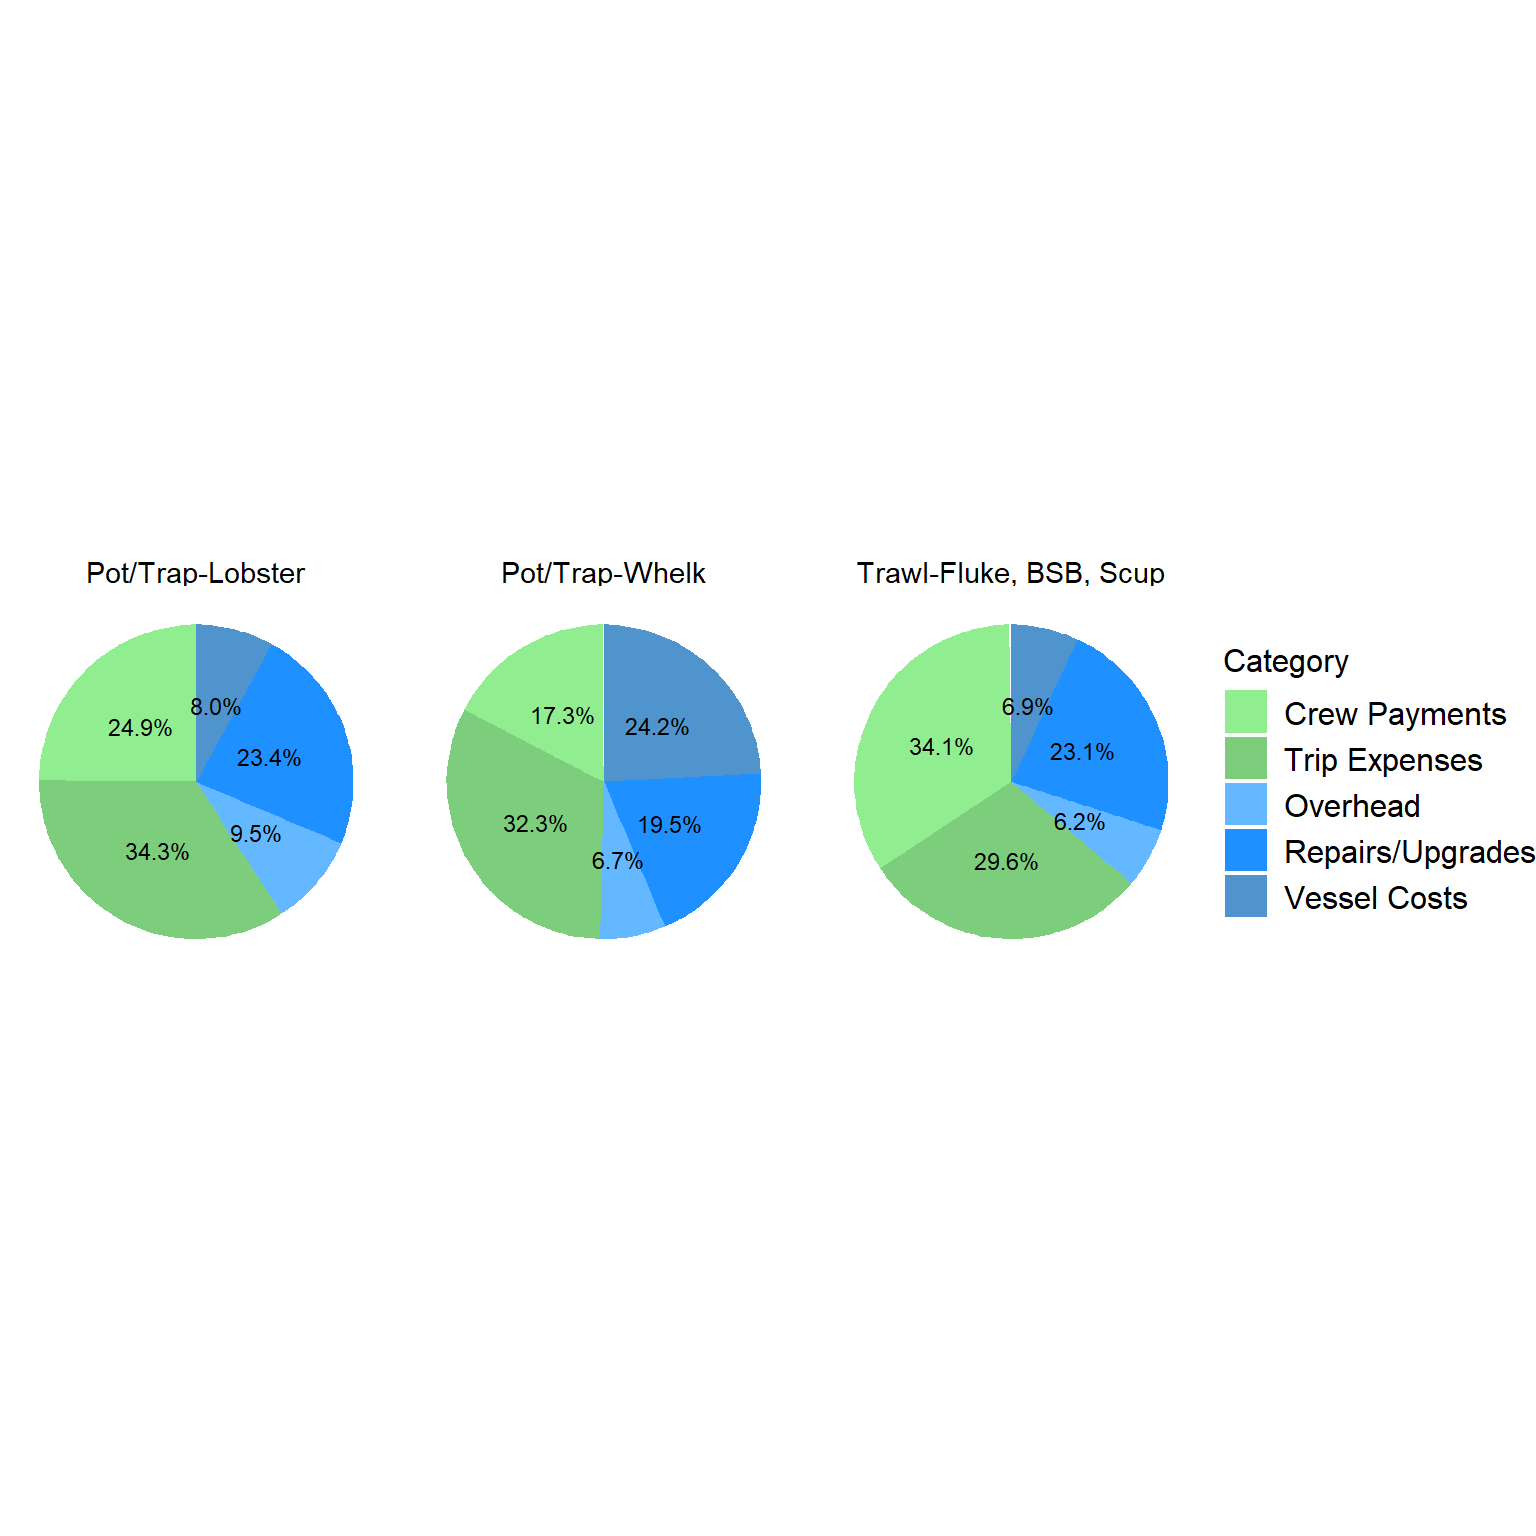 Pot/Trap-Lobster
8.0%
23.4%
9.5%
34.3%
24.9%
Pot/Trap-Whelk
24.2%
19.5%
6.7%
32.3%
17.3%
Trawl-Fluke, BSB, Scup
6.9%
23.1%
6.2%
29.6%
34.1%
Category
Crew Payments
Trip Expenses
Overhead
Repairs/Upgrades
Vessel Costs